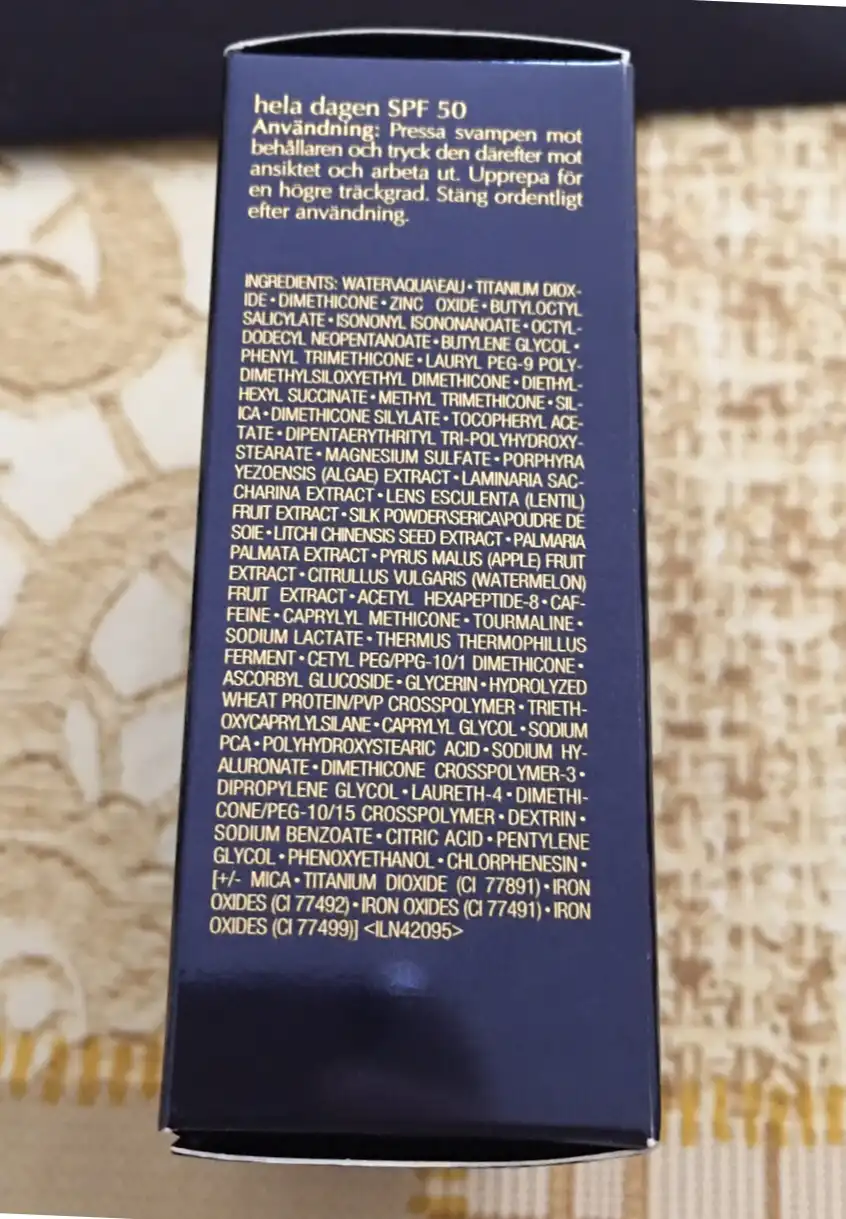 hela dagen SPF 50
Användning: Pressa svampen mot
behållaren och tryck den därefter mot
ansiktet och arbeta ut. Upprepa för
en högre träckgrad. Stäng ordentligt
efter användning.
INGREDIENTS: WATER\AQUA\EAU • TITANIUM DIOX-
IDE • DIMETHICONE • ZINC OXIDE • BUTYLOCTYL
SALICYLATE • ISONONYL ISONONANOATE • OCTYL-
DODECYL NEOPENTANOATE • BUTYLENE GLYCOL •
PHENYL TRIMETHICONE • LAURYL PEG-9 POLY-
DIMETHYLSILOXYETHYL DIMETHICONE • DIETHYL-
HEXYL SUCCINATE • METHYL TRIMETHICONE • SIL-
ICA • DIMETHICONE SILYLATE • TOCOPHERYL ACE-
TATE • DIPENTAERYTHRITYL TRI-POLYHYDROXY-
STEARATE • MAGNESIUM SULFATE • PORPHYRA
YEZOENSIS (ALGAE) EXTRACT • LAMINARIA SAC-
CHARINA EXTRACT • LENS ESCULENTA (LENTIL)
FRUIT EXTRACT • SILK POWDER\SERICA\POUDRE DE
SOIE • LITCHI CHINENSIS SEED EXTRACT • PALMARIA
PALMATA EXTRACT • PYRUS MALUS (APPLE) FRUIT
EXTRACT • CITRULLUS VULGARIS (WATERMELON)
FRUIT EXTRACT • ACETYL HEXAPEPTIDE-8 • CAF-
FEINE • CAPRYLYL METHICONE • TOURMALINE •
SODIUM LACTATE • THERMUS THERMOPHILLUS
FERMENT • CETYL PEG/PPG-10/1 DIMETHICONE •
ASCORBYL GLUCOSIDE • GLYCERIN • HYDROLYZED
WHEAT PROTEIN/PVP CROSSPOLYMER • TRIETH-
OXYCAPRYLYLSILANE • CAPRYLYL GLYCOL • SODIUM
PCA • POLYHYDROXYSTEARIC ACID • SODIUM HY-
ALURONATE • DIMETHICONE CROSSPOLYMER-3 •
DIPROPYLENE GLYCOL • LAURETH-4 • DIMETHI-
CONE/PEG-10/15 CROSSPOLYMER • DEXTRIN •
SODIUM BENZOATE • CITRIC ACID • PENTYLENE
GLYCOL • PHENOXYETHANOL • CHLORPHENESIN •
[+/- MICA • TITANIUM DIOXIDE (CI 77891) • IRON
OXIDES (CI 77492) • IRON OXIDES (CI 77491) • IRON
OXIDES (CI 77499)] <ILN42095>